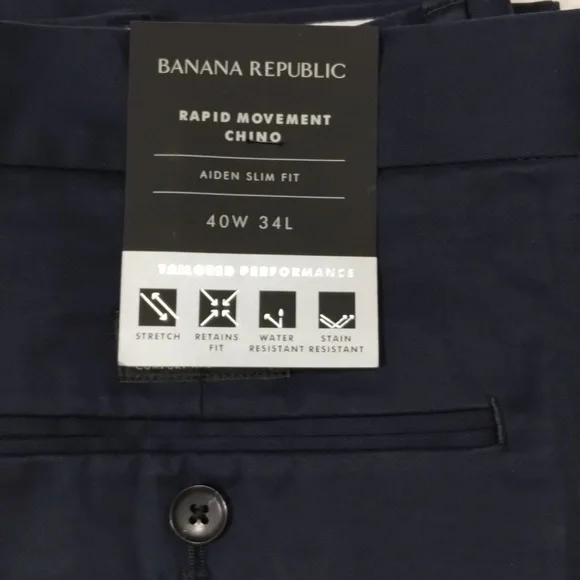 BANANA REPUBLIC
RAPID MOVEMENT
CHINO
AIDEN SLIM FIT
40W 34L
TAILORED PERFORMANCE
STRETCH
RETAINS
FIT
WATER
RESISTANT
STAIN
RESISTANT